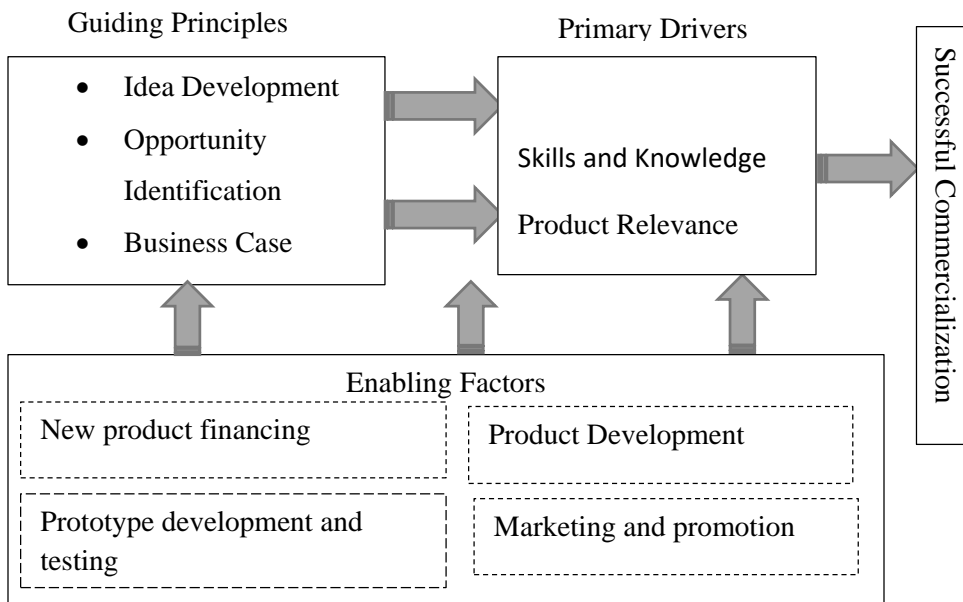 Guiding Principles
Primary Drivers
• Idea Development
• Opportunity
Identification
• Business Case
Skills and Knowledge
Product Relevance
Successful Commercialization
Enabling Factors
New product financing
Product Development
Prototype development and
testing
Marketing and promotion